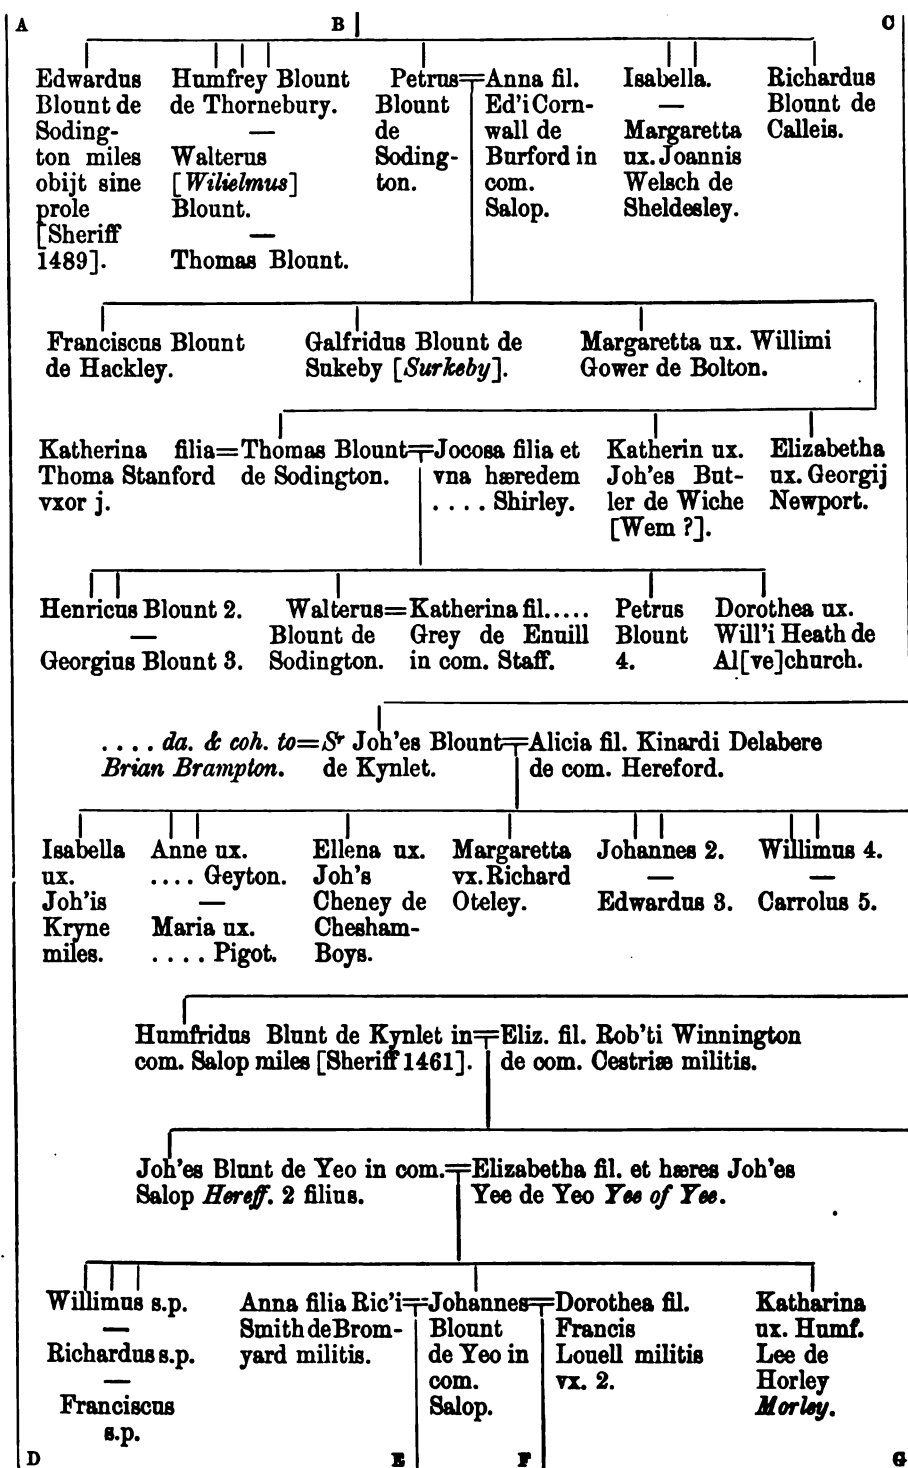 A B C
Edwardus
Blount de
Soding-
ton miles
obijt sine
prole
[Sheriff
1489].
Humfrey Blount
de Thornebury.
—
Walterus
[Wilielmus]
Blount.
—
Thomas Blount.
Petrus=
Blount
de
Soding-
ton.
Anna fil.
Ed'i Corn-
wall de
Burford in
com.
Salop.
Isabella.
—
Margaretta
ux. Joannis
Welsch de
Sheldesley.
Richardus
Blount de
Calleis.
Franciscus Blount
de Hackley.
Galfridus Blount de
Sukeby [Surkeby].
Margaretta ux. Willimi
Gower de Bolton.
Katherina filia=
Thoma Stanford
vxor j.
Thomas Blount=
de Sodington.
Jocosa filia et
vna hæredem
.... Shirley.
Katherin ux.
Joh'es But-
ler de Wiche
[Wem ?].
Elizabetha
ux. Georgij
Newport.
Henricus Blount 2.
—
Georgius Blount 3.
Walterus=
Blount de
Sodington.
Katherina fil.....
Grey de Enuill
in com. Staff.
Petrus
Blount
4.
Dorothea ux.
Will'i Heath de
Al[ve]church.
.... da. & coh. to=
Brian Brampton.
Sr Joh'es Blount=
de Kynlet.
Alicia fil. Kinardi Delabere
de com. Hereford.
Isabella
ux.
Joh'is
Kryne
miles.
Anne ux.
.... Geyton.
—
Maria ux.
.... Pigot.
Ellena ux.
Joh's
Cheney de
Chesham-
Boys.
Margaretta
vx. Richard
Oteley.
Johannes 2.
—
Edwardus 3.
Willimus 4.
—
Carrolus 5.
Humfridus Blunt de Kynlet in=
com. Salop miles [Sheriff 1461].
Eliz. fil. Rob'ti Winnington
de com. Cestriæ militis.
Joh'es Blunt de Yeo in com.=
Salop Hereff. 2 filius.
Elizabetha fil. et hæres Joh'es
Yee de Yeo Yee of Yee.
Willimus s.p.
—
Richardus s.p.
—
Franciscus
s.p.
Anna filia Ric'i=
Smith de Brom-
yard militis.
Johannes=
Blount
de Yeo in
com.
Salop.
Dorothea fil.
Francis
Louell militis
vx. 2.
Katharina
ux. Humf.
Lee de
Horley
Morley.
D E F G